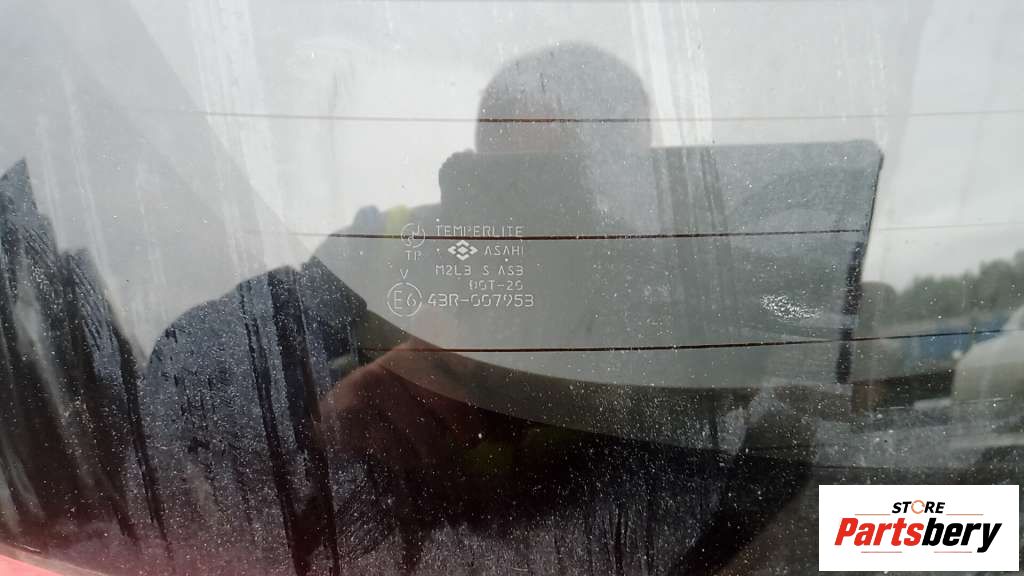 TEMPERLITE
TP ASAHI
M2L3 S AS3
V DOT-20
E6 43R-007953
STORE
Partsbery